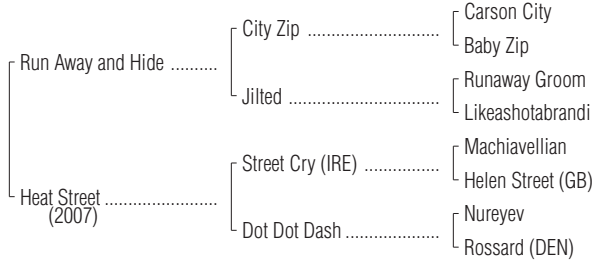 Carson City
City Zip ........................................
Baby Zip
Run Away and Hide ..........
Runaway Groom
Jilted ..............................
Likeashotabrandi
Machiavellian
Street Cry (IRE) .................
Helen Street (GB)
Heat Street .......................
(2007)
Nureyev
Dot Dot Dash ....................
Rossard (DEN)